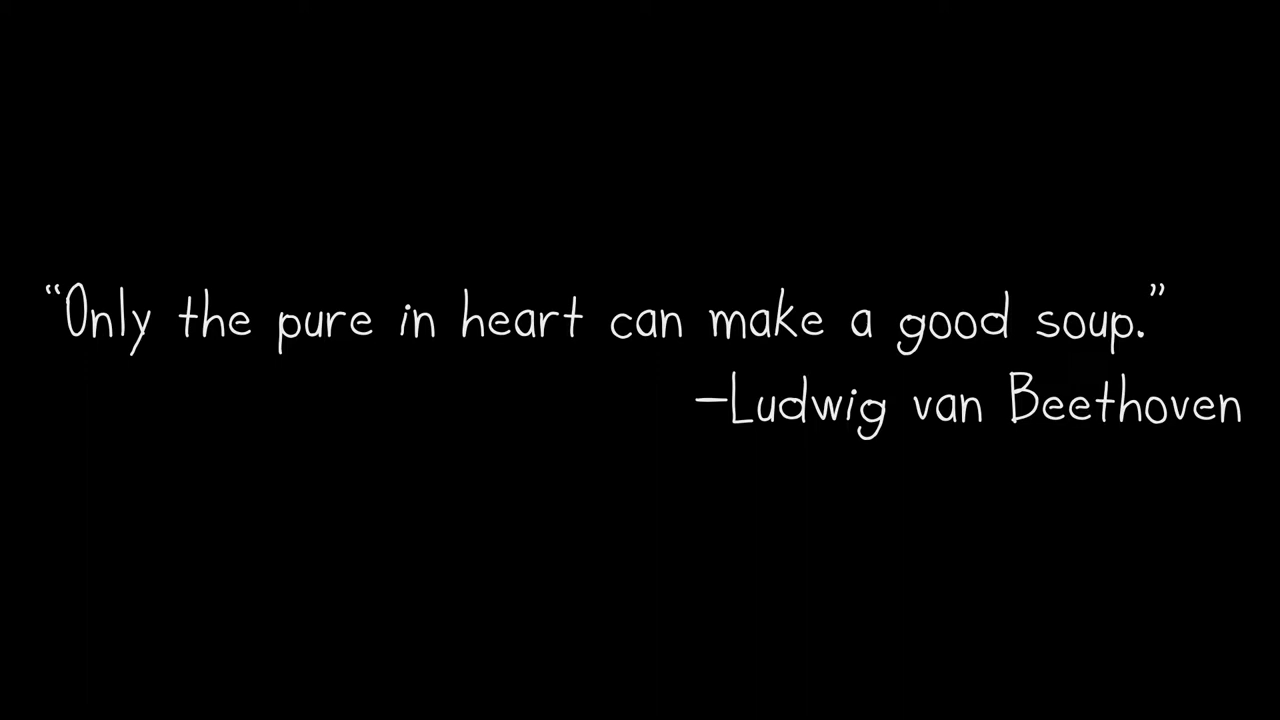 “Only the pure in heart can make a good soup.”
–Ludwig van Beethoven